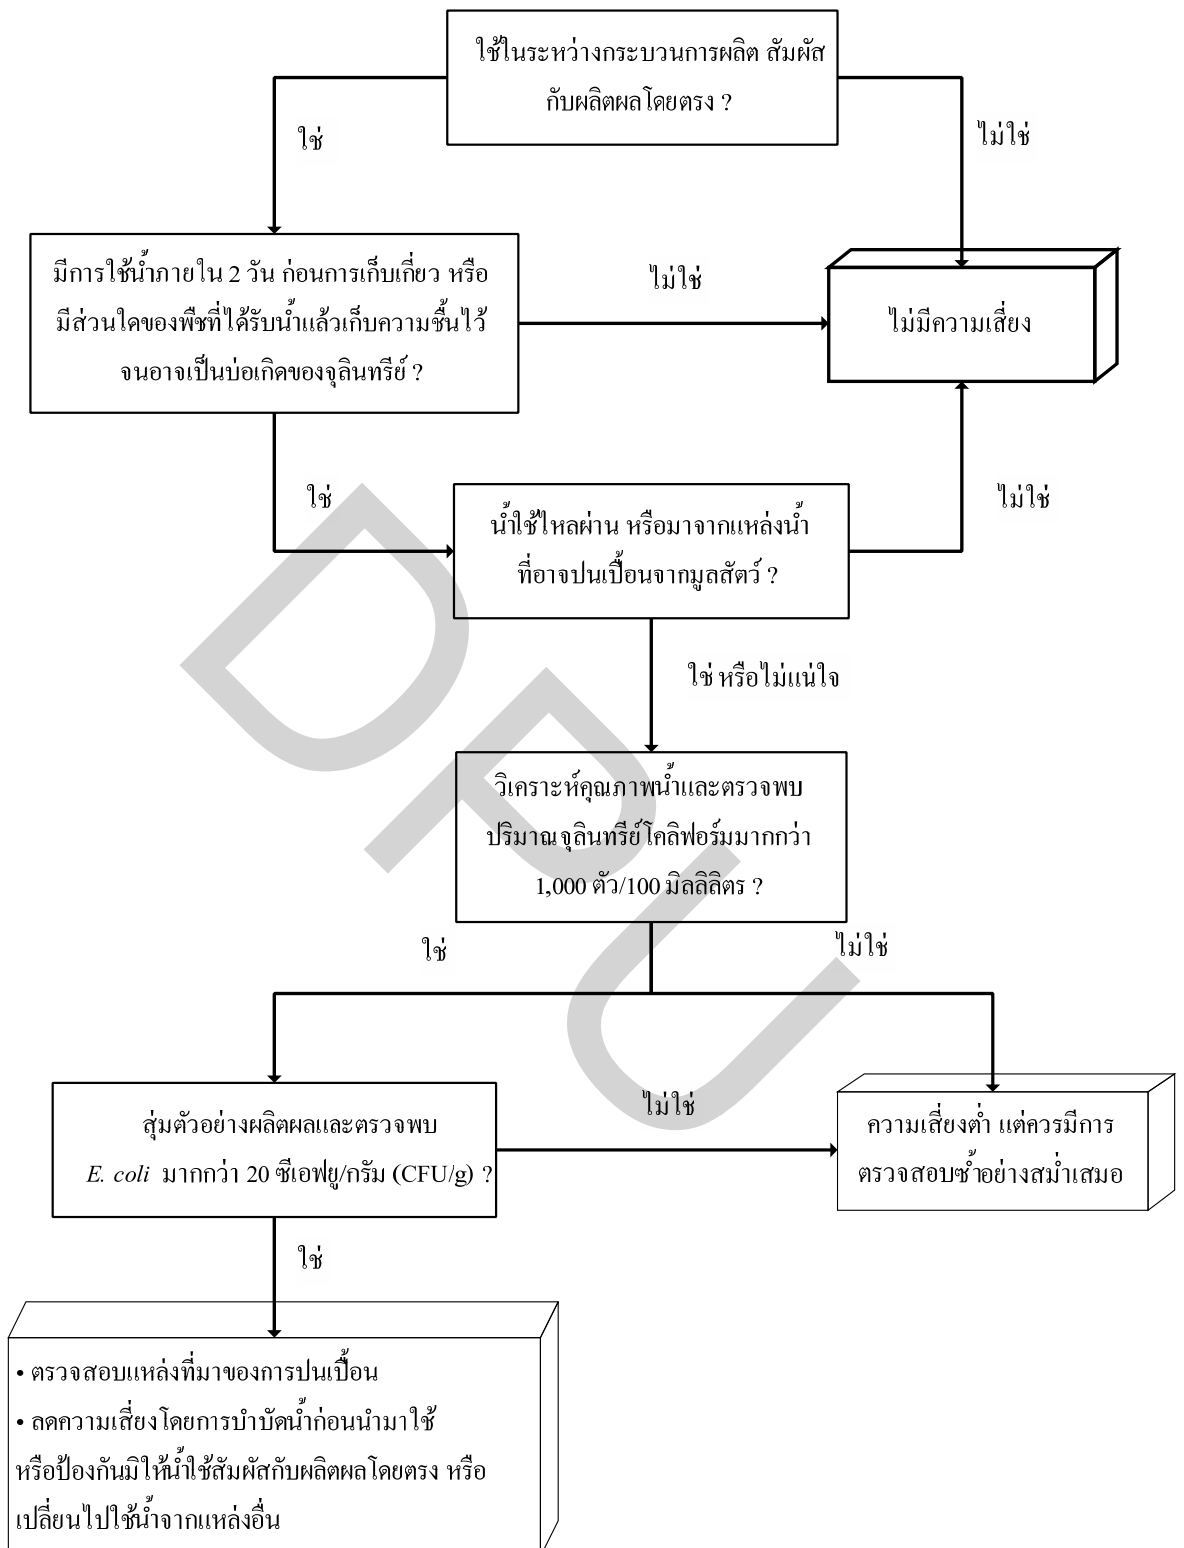 ใช้ในระหว่างกระบวนการผลิต สัมผัส
กับผลิตผลโดยตรง ?
ใช่
ไม่ใช่
มีการใช้น้ำภายใน 2 วัน ก่อนการเก็บเกี่ยว หรือ
มีส่วนใดของพืชที่ได้รับน้ำแล้วเก็บความชื้นไว้
จนอาจเป็นบ่อเกิดของจุลินทรีย์ ?
ไม่ใช่
ไม่มีความเสี่ยง
ใช่
น้ำใช้ไหลผ่าน หรือมาจากแหล่งน้ำ
ที่อาจปนเปื้อนจากมูลสัตว์ ?
ไม่ใช่
ใช่ หรือไม่แน่ใจ
วิเคราะห์คุณภาพน้ำและตรวจพบ
ปริมาณจุลินทรีย์โคลิฟอร์มมากกว่า
1,000 ตัว/100 มิลลิลิตร ?
ใช่
ไม่ใช่
สุ่มตัวอย่างผลิตผลและตรวจพบ
E. coli มากกว่า 20 ซีเอฟยู/กรัม (CFU/g) ?
ไม่ใช่
ความเสี่ยงต่ำ แต่ควรมีการ
ตรวจสอบซ้ำอย่างสม่ำเสมอ
ใช่
• ตรวจสอบแหล่งที่มาของการปนเปื้อน
• ลดความเสี่ยงโดยการบำบัดน้ำก่อนนำมาใช้
หรือป้องกันมิให้น้ำใช้สัมผัสกับผลิตผลโดยตรง หรือ
เปลี่ยนไปใช้น้ำจากแหล่งอื่น
DPU